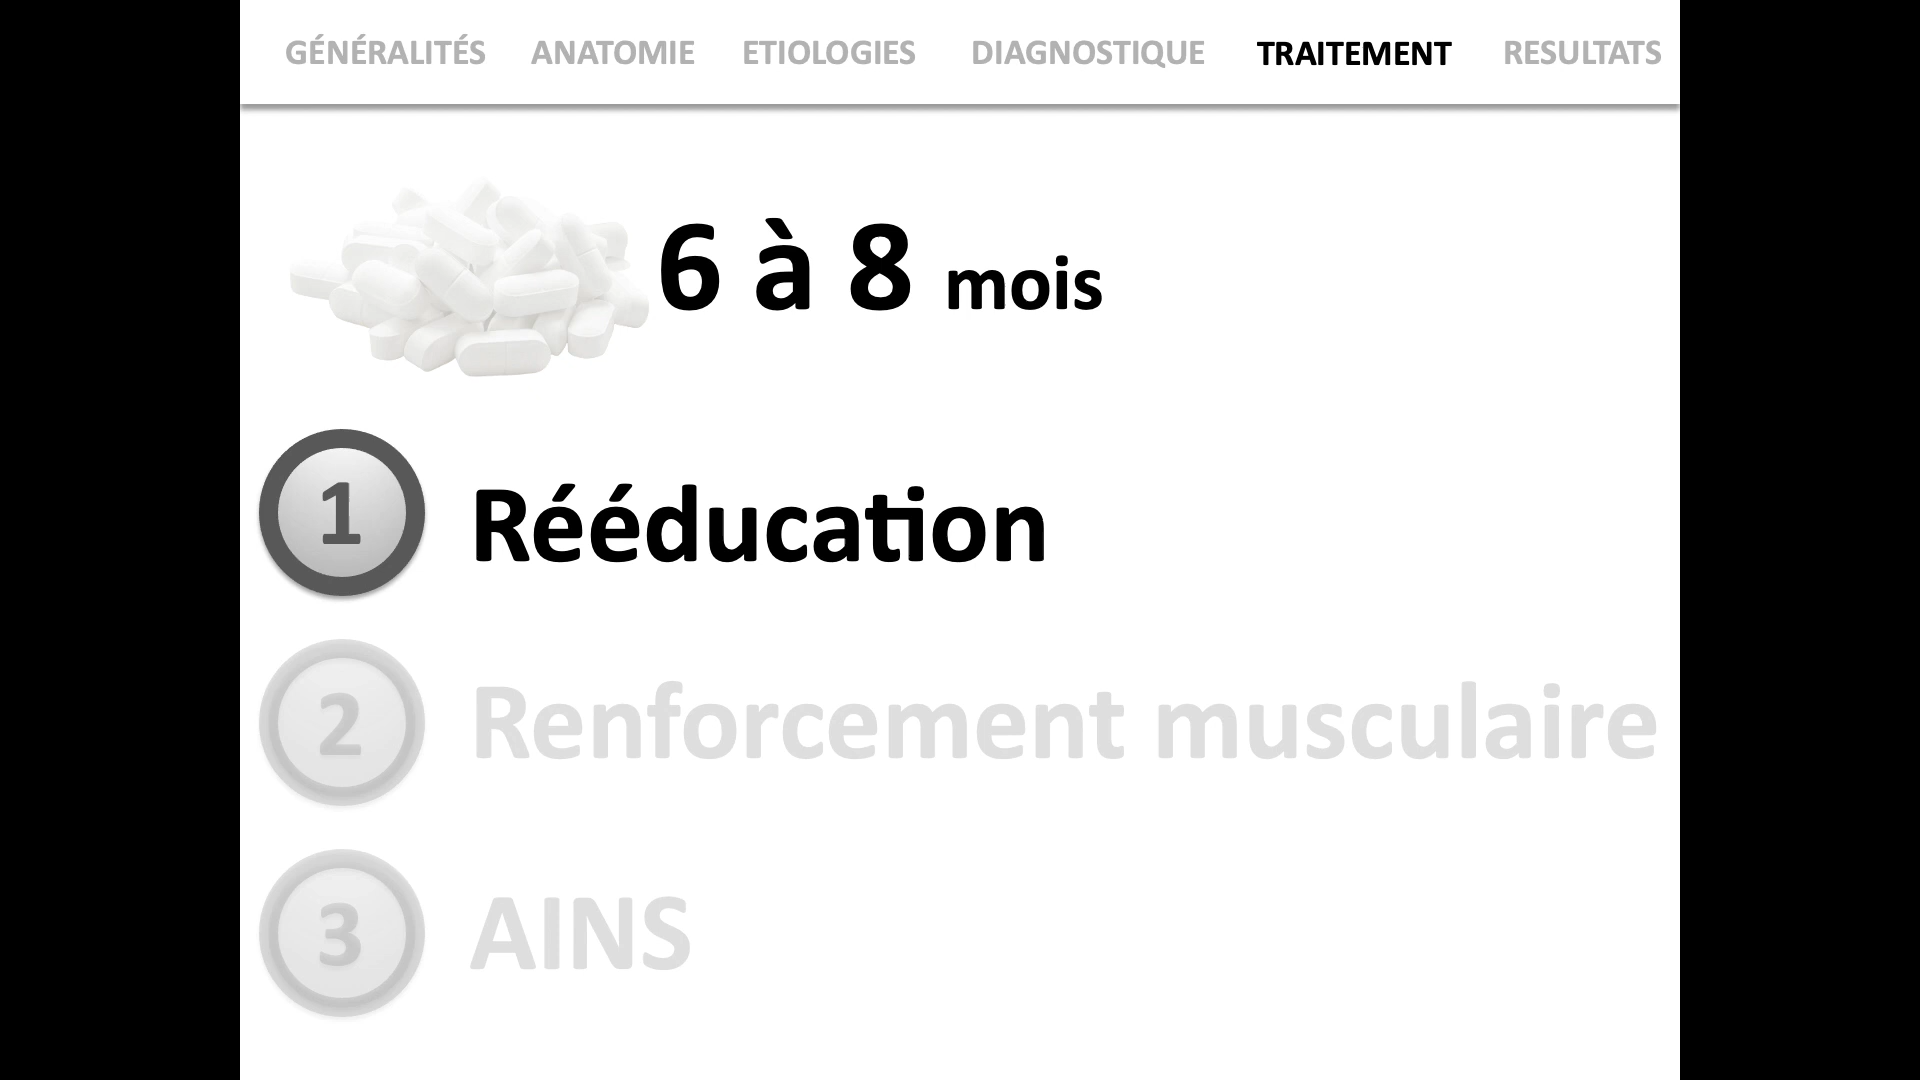 GÉNÉRALITÉS ANATOMIE ETIOLOGIES DIAGNOSTIQUE TRAITEMENT RESULTATS
6 à 8 mois
1 Rééducation
2 Renforcement musculaire
3 AINS